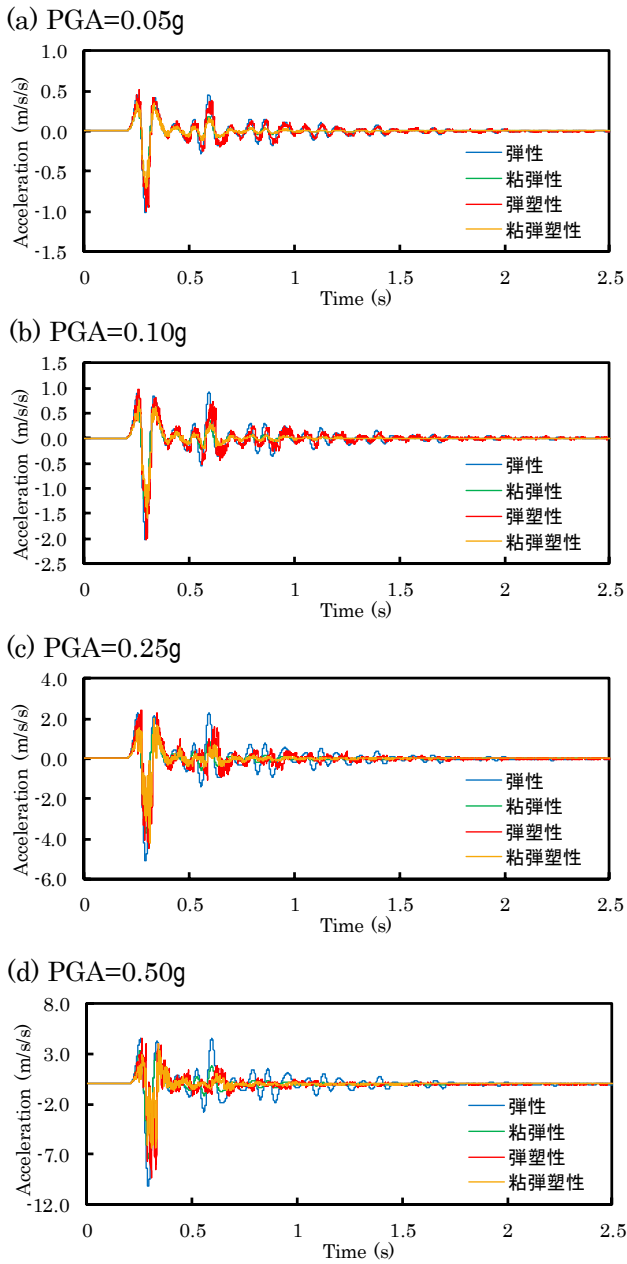 (a) PGA=0.05g
Acceleration (m/s/s)
1.0
0.5
0.0
-0.5
-1.0
-1.5
弾性
粘弾性
弾塑性
粘弾塑性
0 0.5 1 1.5 2 2.5
Time (s)
(b) PGA=0.10g
Acceleration (m/s/s)
1.5
1.0
0.5
0.0
-0.5
-1.0
-1.5
-2.0
-2.5
弾性
粘弾性
弾塑性
粘弾塑性
0 0.5 1 1.5 2 2.5
Time (s)
(c) PGA=0.25g
Acceleration (m/s/s)
4.0
2.0
0.0
-2.0
-4.0
-6.0
弾性
粘弾性
弾塑性
粘弾塑性
0 0.5 1 1.5 2 2.5
Time (s)
(d) PGA=0.50g
Acceleration (m/s/s)
8.0
3.0
-2.0
-7.0
-12.0
弾性
粘弾性
弾塑性
粘弾塑性
0 0.5 1 1.5 2 2.5
Time (s)